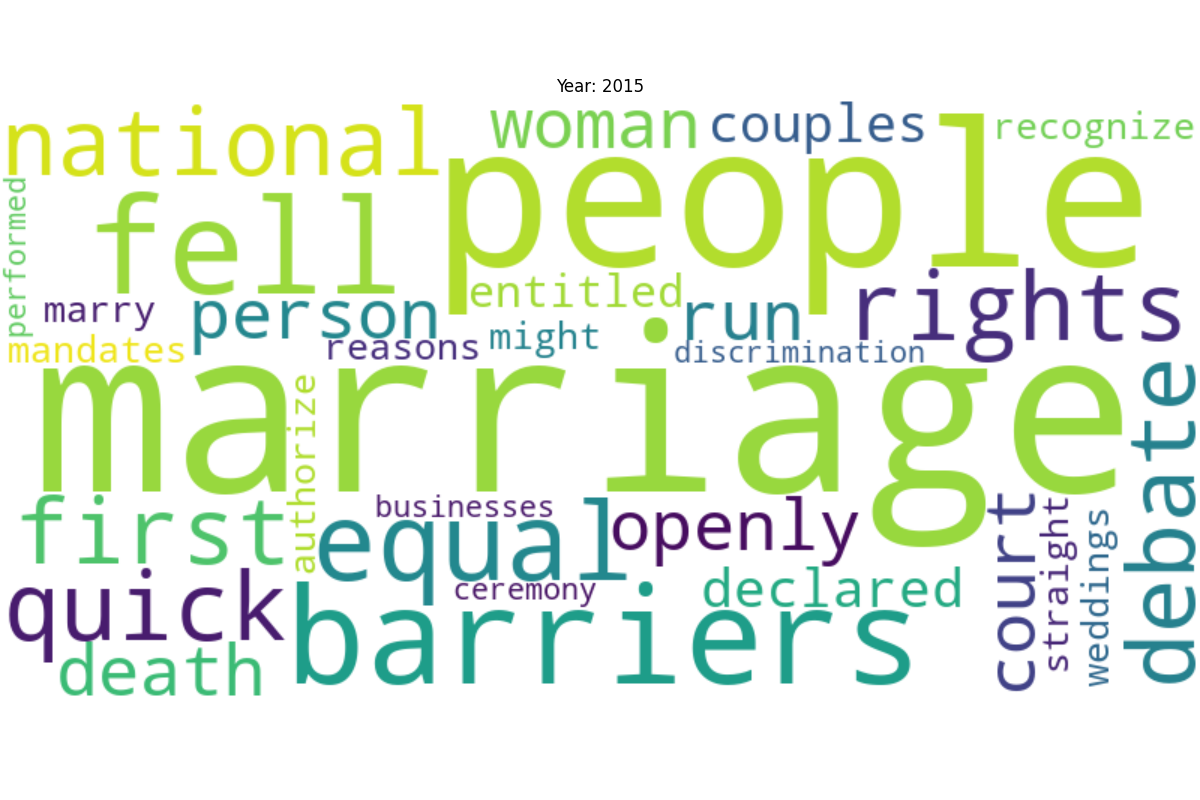 Year: 2015
national
woman
couples
recognize
people
performed
fell
entitled
rights
marry
person
might
run
mandates
reasons
discrimination
marriage
authorize
debate
first
businesses
equal
openly
court
straight
weddings
quick
ceremony
declared
barriers
death